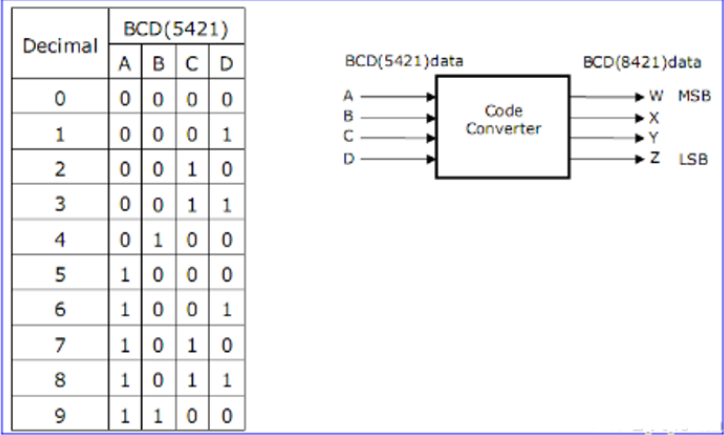 Decimal BCD(5421)
A B C D
0 0 0 0 0
1 0 0 0 1
2 0 0 1 0
3 0 0 1 1
4 0 1 0 0
5 1 0 0 0
6 1 0 0 1
7 1 0 1 0
8 1 0 1 1
9 1 1 0 0
BCD(5421)data BCD(8421)data
A W MSB
B X
C Y
D Z LSB
Code
Converter